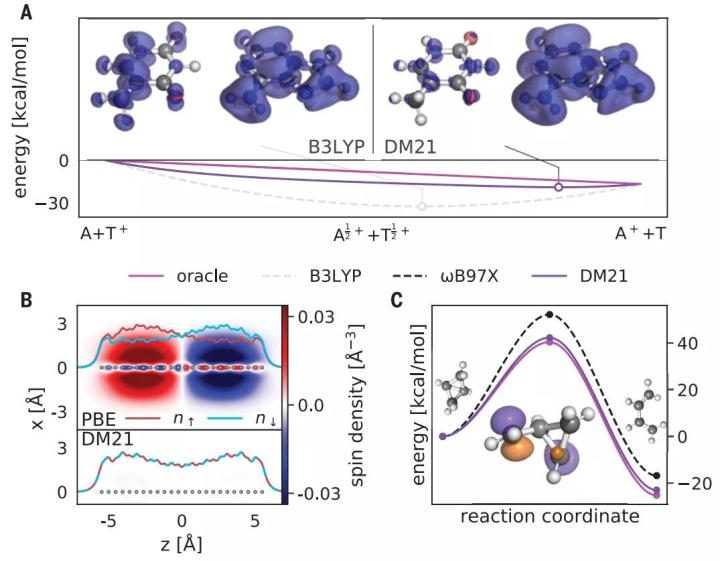 A
energy [kcal/mol]
B3LYP DM21
0
−30
A+T⁺
A^½⁺+T^½⁺
A⁺+T
oracle B3LYP ωB97X DM21
B
x [Å]
3
0
-3
PBE n↑ n↓
DM21
3
0
-5 0 5
z [Å]
0.03
0.0
-0.03
spin density [Å⁻³]
C
energy [kcal/mol]
40
20
0
−20
reaction coordinate